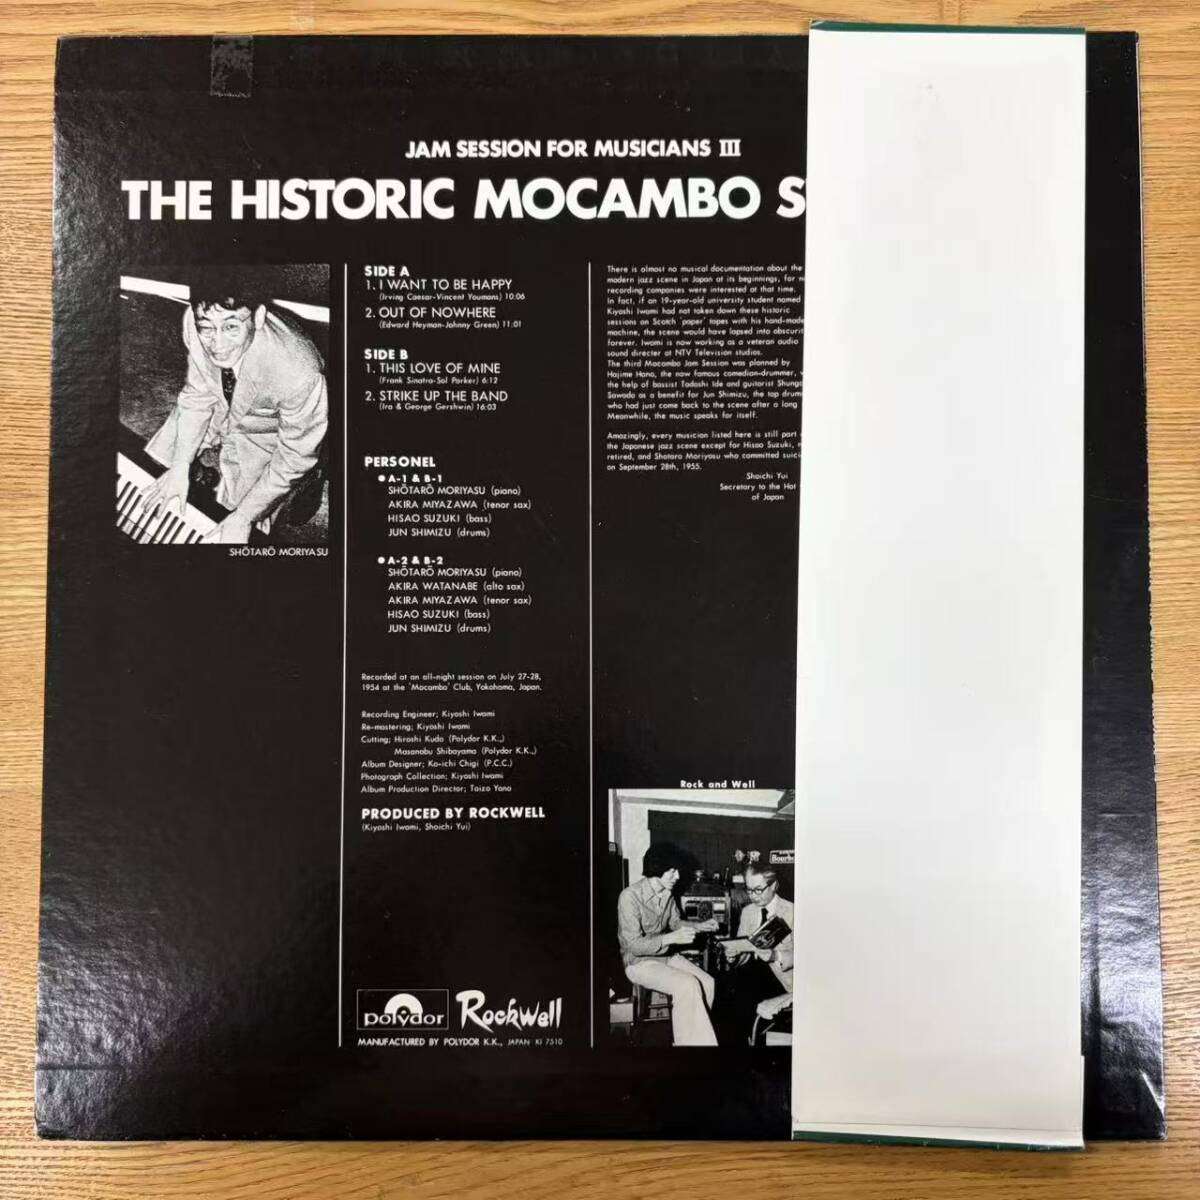 JAM SESSION FOR MUSICIANS III
THE HISTORIC MOCAMBO S
SHŌTARŌ MORIYASU
SIDE A
1. I WANT TO BE HAPPY
(Irving Caesar-Vincent Youmans) 10:06
2. OUT OF NOWHERE
(Edward Heyman-Johnny Green) 11:01
SIDE B
1. THIS LOVE OF MINE
(Frank Sinatra-Sol Parker) 6:12
2. STRIKE UP THE BAND
(Ira & George Gershwin) 16:03
PERSONEL
● A-1 & B-1
SHŌTARŌ MORIYASU (piano)
AKIRA MIYAZAWA (tenor sax)
HISAO SUZUKI (bass)
JUN SHIMIZU (drums)
● A-2 & B-2
SHŌTARŌ MORIYASU (piano)
AKIRA WATANABE (alto sax)
AKIRA MIYAZAWA (tenor sax)
HISAO SUZUKI (bass)
JUN SHIMIZU (drums)
Recorded at an all-night session on July 27-28,
1954 at the 'Mocambo' Club, Yokohama, Japan.
Recording Engineer; Kiyoshi Iwami
Re-mastering; Kiyoshi Iwami
Cutting; Hiroshi Kudo (Polydor K.K.,)
Masanobu Shibayama (Polydor K.K.,)
Album Designer; Ko-ichi Chigi (P.C.C.)
Photograph Collection; Kiyoshi Iwami
Album Production Director; Taizo Yano
PRODUCED BY ROCKWELL
(Kiyoshi Iwami, Shoichi Yui)
polydor Rockwell
MANUFACTURED BY POLYDOR K.K., JAPAN KI 7510
There is almost no musical documentation about the
modern jazz scene in Japan at its beginnings, for
recording companies were interested at that time.
In fact, if an 19-year-old university student named
Kiyoshi Iwami had not taken down these historic
sessions on Scotch 'paper' tapes with his hand-mad
machine, the scene would have lapsed into obscuri
forever. Iwami is now working as a veteran audio
sound director at NTV Television studios.
The third Mocambo Jam Session was planned by
Hajime Hana, the now famous comedian-drummer,
the help of bassist Tadashi Ide and guitarist Shung
Sawada as a benefit for Jun Shimizu, the top drum
who had just come back to the scene after a long
Meanwhile, the music speaks for itself.
Amazingly, every musician listed here is still part
the Japanese jazz scene except for Hisao Suzuki,
retired, and Shotaro Moriyasu who committed suici
on September 28th, 1955.
Shoichi Yui
Secretary to the Hot
of Japan
Rock and Well
Bourbo